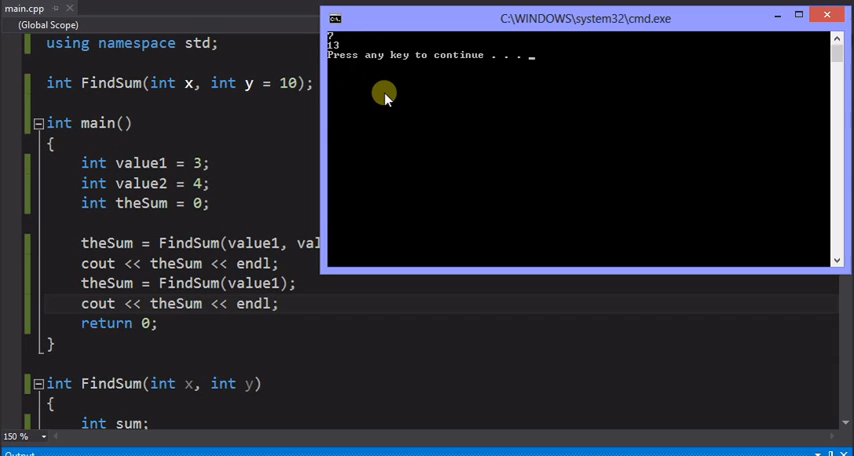 main.cpp
(Global Scope)
using namespace std;
int FindSum(int x, int y = 10);
int main()
{
int value1 = 3;
int value2 = 4;
int theSum = 0;
theSum = FindSum(value1, val
cout << theSum << endl;
theSum = FindSum(value1);
cout << theSum << endl;
return 0;
}
int FindSum(int x, int y)
{
int sum;
150 %
Output
C:\WINDOWS\system32\cmd.exe
7
13
Press any key to continue . . . _